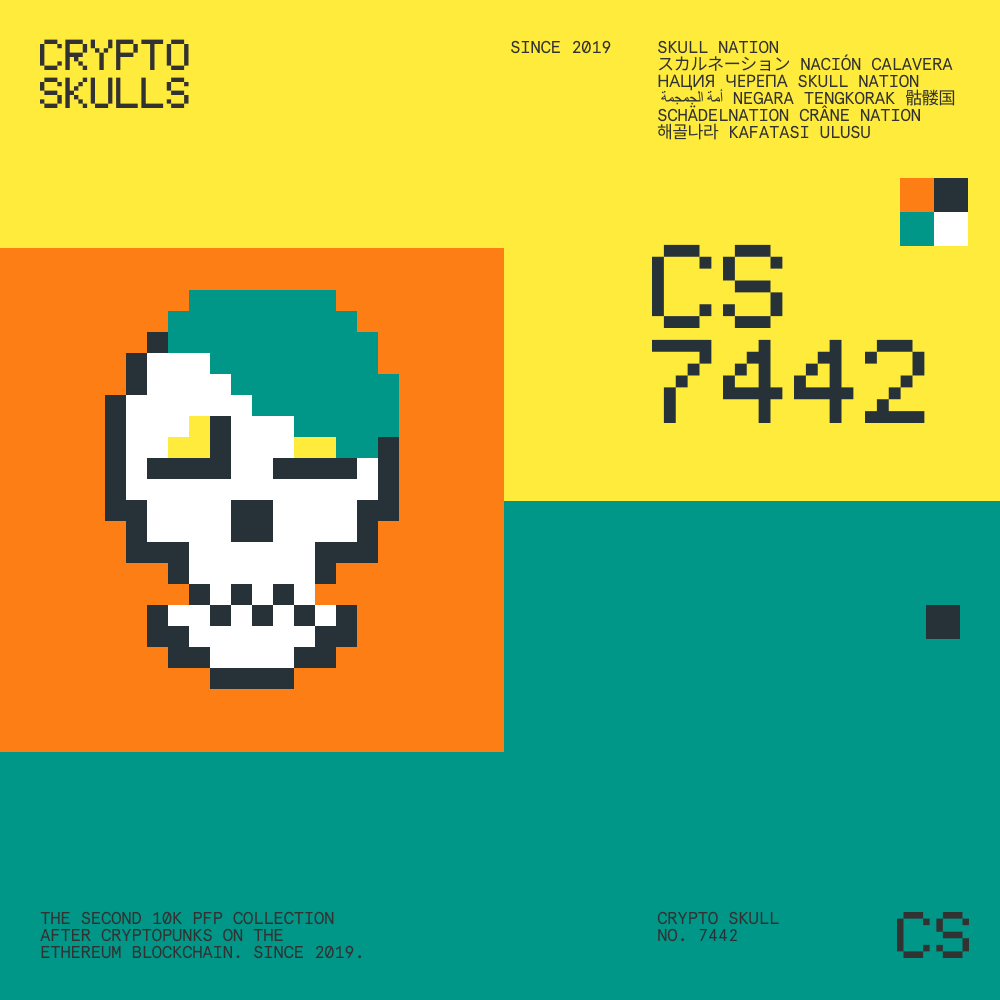 CRYPTO
SKULLS
SINCE 2019
SKULL NATION
スカルネーション NACIÓN CALAVERA
НАЦИЯ ЧЕРЕПА SKULL NATION
أمة الجمجمة NEGARA TENGKORAK 骷髅国
SCHÄDELNATION CRÂNE NATION
해골나라 KAFATASI ULUSU
CS
7442
THE SECOND 10K PFP COLLECTION
AFTER CRYPTOPUNKS ON THE
ETHEREUM BLOCKCHAIN. SINCE 2019.
CRYPTO SKULL
NO. 7442
CS